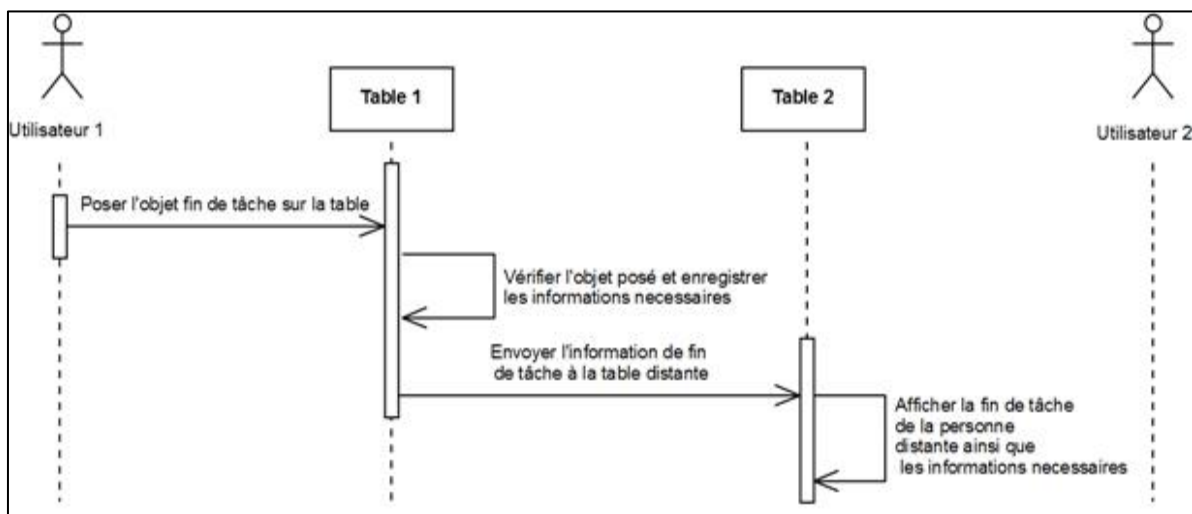 Utilisateur 1
Table 1
Table 2
Utilisateur 2
Poser l'objet fin de tâche sur la table
Vérifier l'objet posé et enregistrer
les informations necessaires
Envoyer l'information de fin
de tâche à la table distante
Afficher la fin de tâche
de la personne
distante ainsi que
les informations necessaires